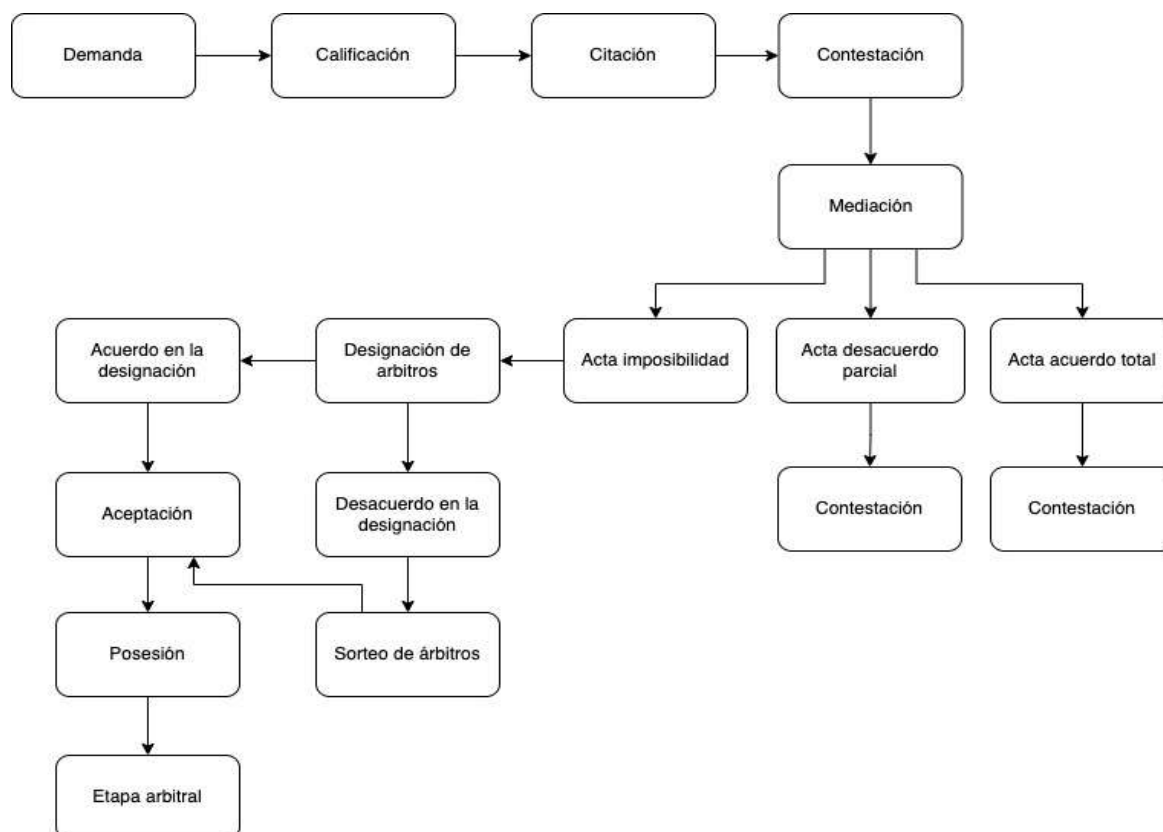 Demanda
Calificación
Citación
Contestación
Mediación
Acuerdo en la
designación
Designación de
arbitros
Acta imposibilidad
Acta desacuerdo
parcial
Acta acuerdo total
Aceptación
Desacuerdo en la
designación
Contestación
Contestación
Posesión
Sorteo de árbitros
Etapa arbitral